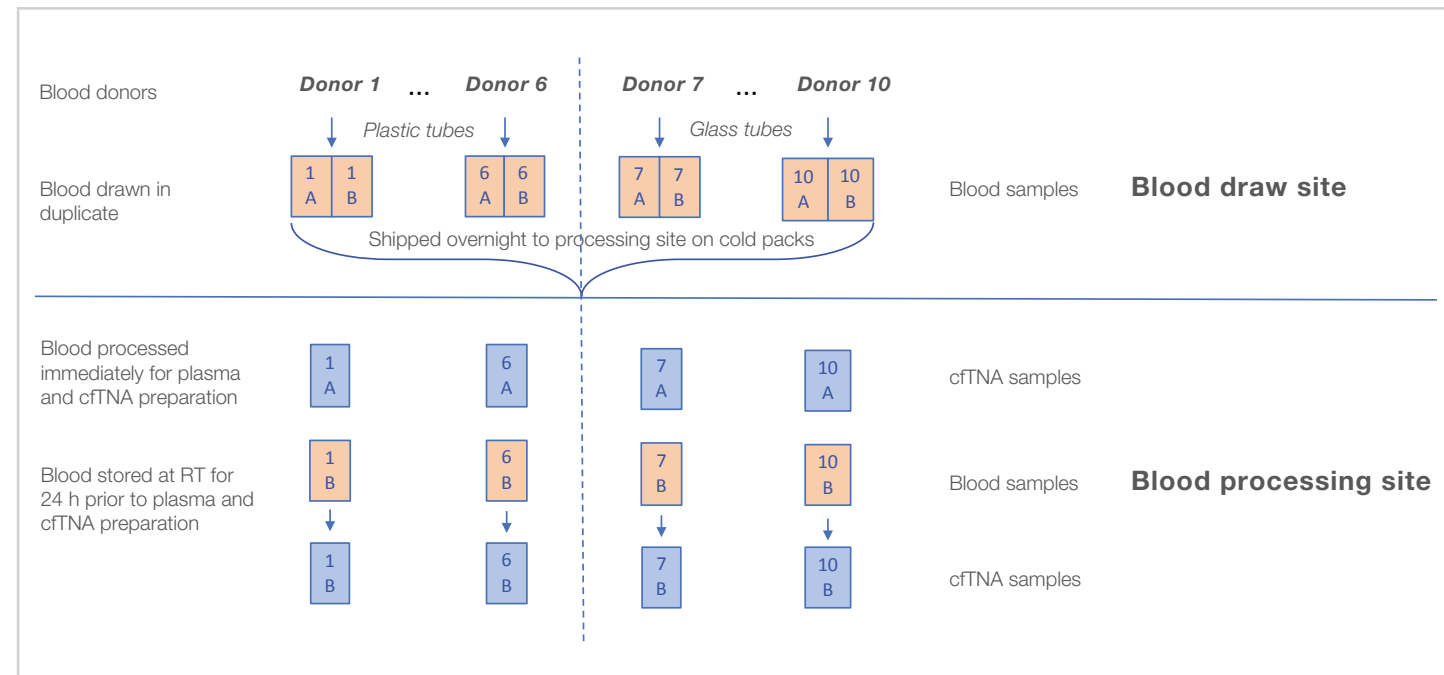 Blood donors
Donor 1 ... Donor 6
Donor 7 ... Donor 10
Plastic tubes
Glass tubes
Blood drawn in
duplicate
1 1
A B
6 6
A B
7 7
A B
10 10
A B
Blood samples
Blood draw site
Shipped overnight to processing site on cold packs
Blood processed
immediately for plasma
and cfTNA preparation
1
A
6
A
7
A
10
A
cfTNA samples
Blood stored at RT for
24 h prior to plasma and
cfTNA preparation
1
B
6
B
7
B
10
B
Blood samples
Blood processing site
1
B
6
B
7
B
10
B
cfTNA samples